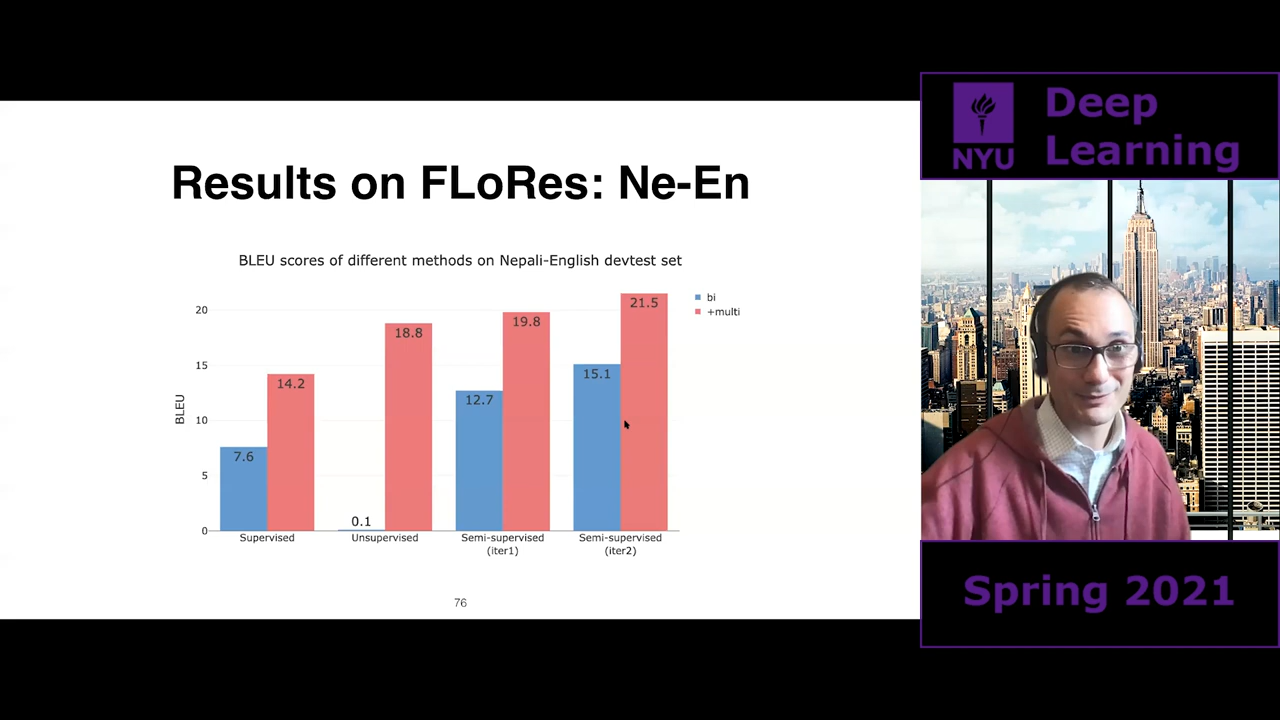 Results on FLoRes: Ne-En
BLEU scores of different methods on Nepali-English devtest set
bi
+multi
BLEU
20
15
10
5
0
7.6
14.2
0.1
18.8
12.7
19.8
15.1
21.5
Supervised
Unsupervised
Semi-supervised
(iter1)
Semi-supervised
(iter2)
76
NYU
Deep
Learning
Spring 2021